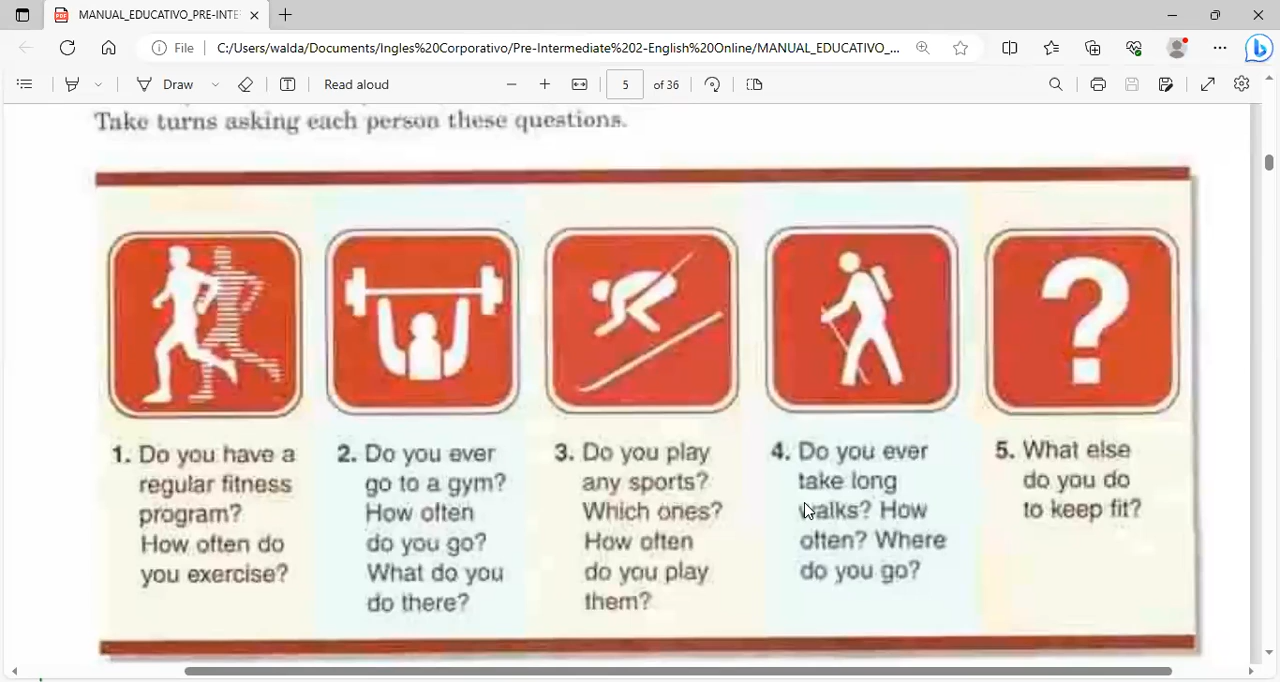 MANUAL_EDUCATIVO_PRE-INTE
File
C:/Users/walda/Documents/Ingles%20Corportivo/Pre-Intermediate%202-English%20Online/MANUAL_EDUCATIVO_...
Draw
Read aloud
5 of 36
Take turns asking each person these questions.
?
1. Do you have a
regular fitness
program?
How often do
you exercise?
2. Do you ever
go to a gym?
How often
do you go?
What do you
do there?
3. Do you play
any sports?
Which ones?
How often
do you play
them?
4. Do you ever
take long
walks? How
often? Where
do you go?
5. What else
do you do
to keep fit?